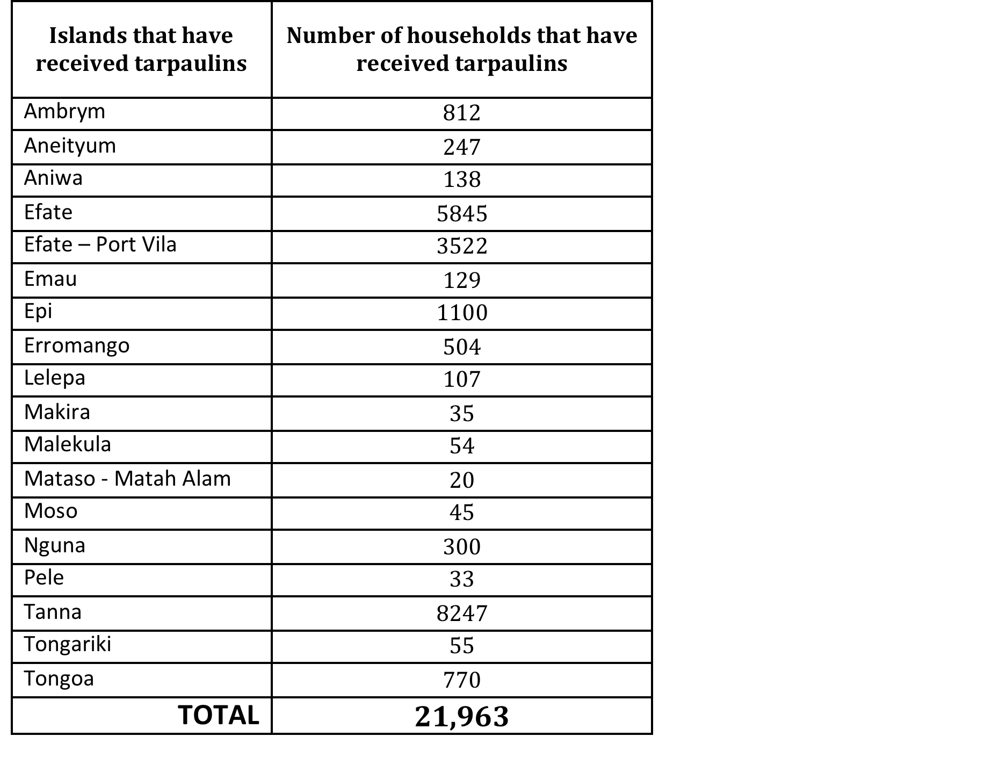 Islands that have
received tarpaulins
Number of households that have
received tarpaulins
Ambrym 812
Aneityum 247
Aniwa 138
Efate 5845
Efate – Port Vila 3522
Emau 129
Epi 1100
Erromango 504
Lelepa 107
Makira 35
Malekula 54
Mataso - Matah Alam 20
Moso 45
Nguna 300
Pele 33
Tanna 8247
Tongariki 55
Tongoa 770
TOTAL 21,963